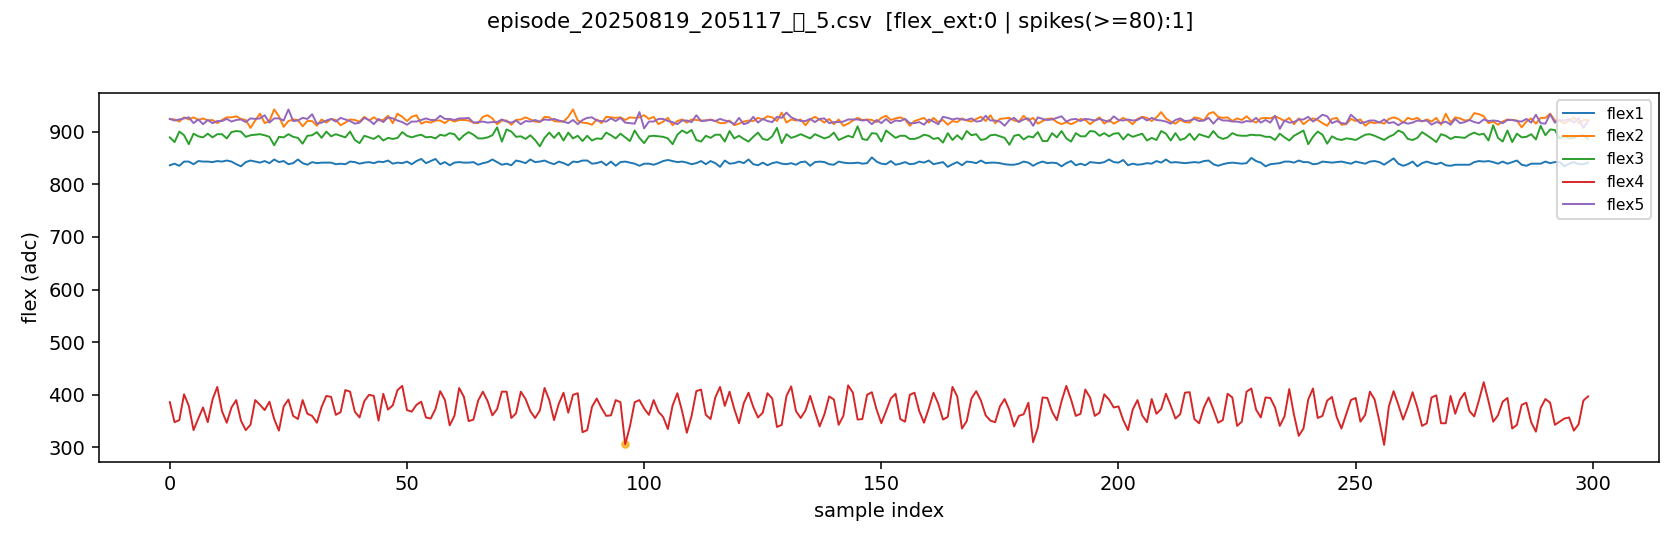 episode_20250819_205117_▯_5.csv  [flex_ext:0 | spikes(>=80):1]
flex (adc)
900
800
700
600
500
400
300
0
50
100
150
200
250
300
sample index
flex1
flex2
flex3
flex4
flex5